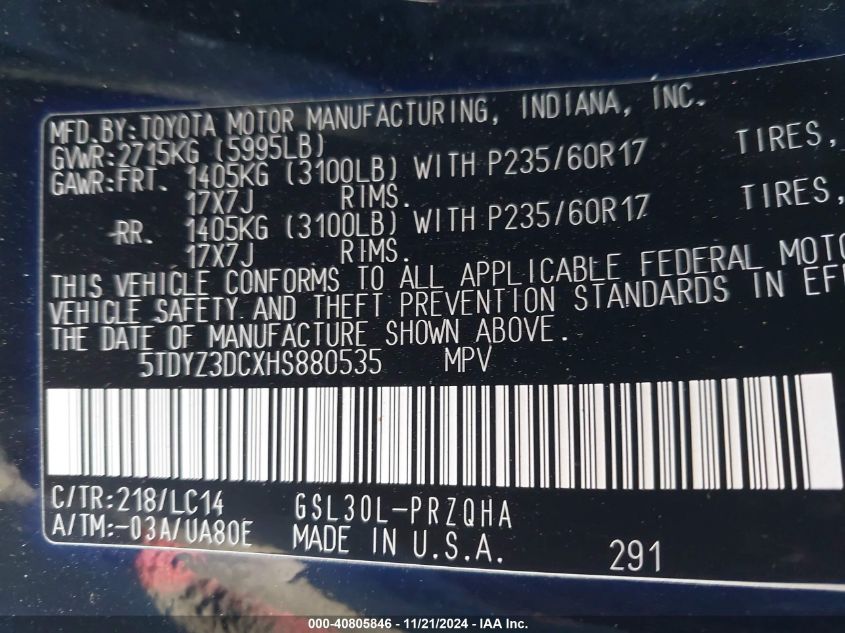 MFD.BY:TOYOTA MOTOR MANUFACTURING, INDIANA, INC.
GVWR:2715KG (5995LB)
GAWR:FRT. 1405KG (3100LB) WITH P235/60R17 TIRES,
17X7J RIMS.
RR. 1405KG (3100LB) WITH P235/60R17 TIRES,
17X7J RIMS.
THIS VEHICLE CONFORMS TO ALL APPLICABLE FEDERAL MOTO
VEHICLE SAFETY AND THEFT PREVENTION STANDARDS IN EFF
THE DATE OF MANUFACTURE SHOWN ABOVE.
5TDYZ3DCXHS880535 MPV
C/TR:218/LC14 GSL30L-PRZQHA
A/TM:-03A/UA80E MADE IN U.S.A. 291
000-40805846 - 11/21/2024 - IAA Inc.